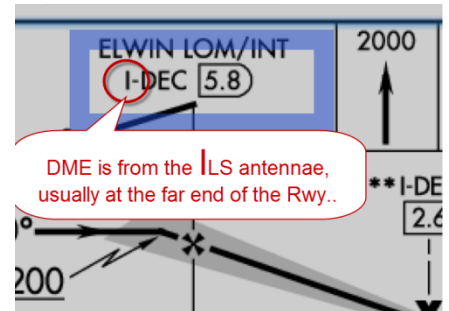 ELWIN LOM/INT
I-DEC 5.8
2000
DME is from the ILS antennae,
usually at the far end of the Rwy..
**I-DE
2.6
0°
200